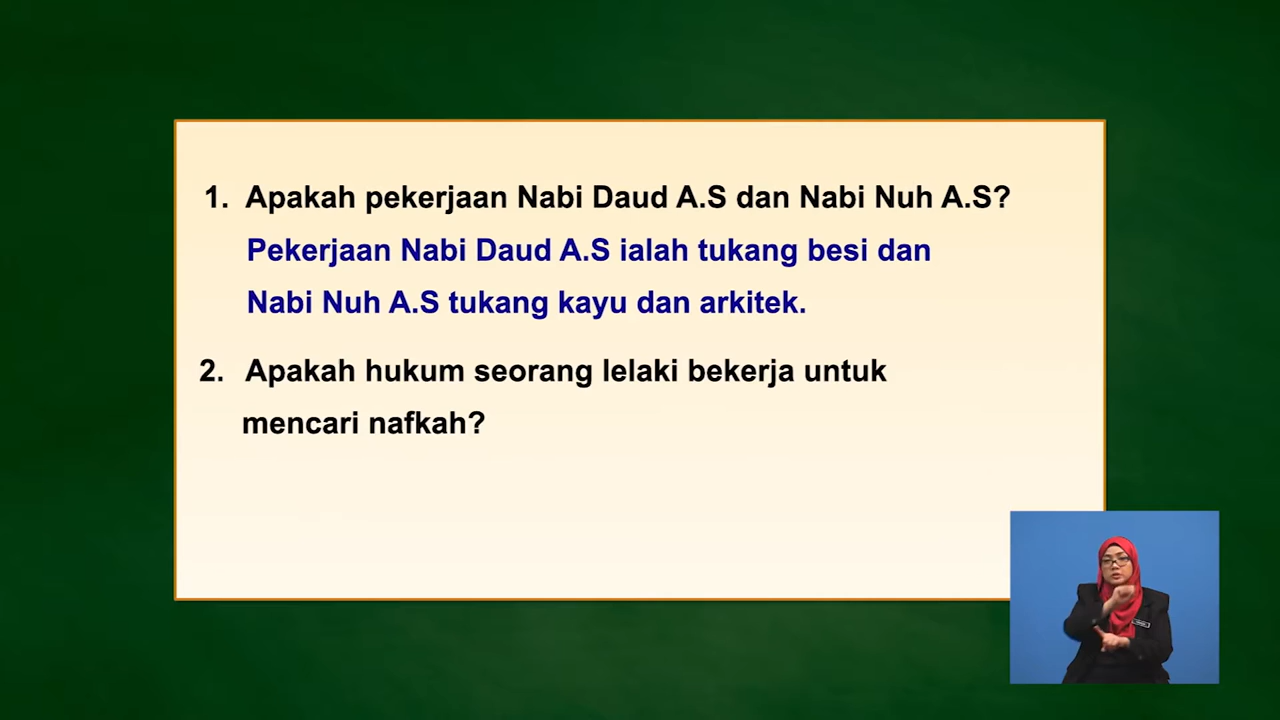 1. Apakah pekerjaan Nabi Daud A.S dan Nabi Nuh A.S?
Pekerjaan Nabi Daud A.S ialah tukang besi dan
Nabi Nuh A.S tukang kayu dan arkitek.
2. Apakah hukum seorang lelaki bekerja untuk
mencari nafkah?